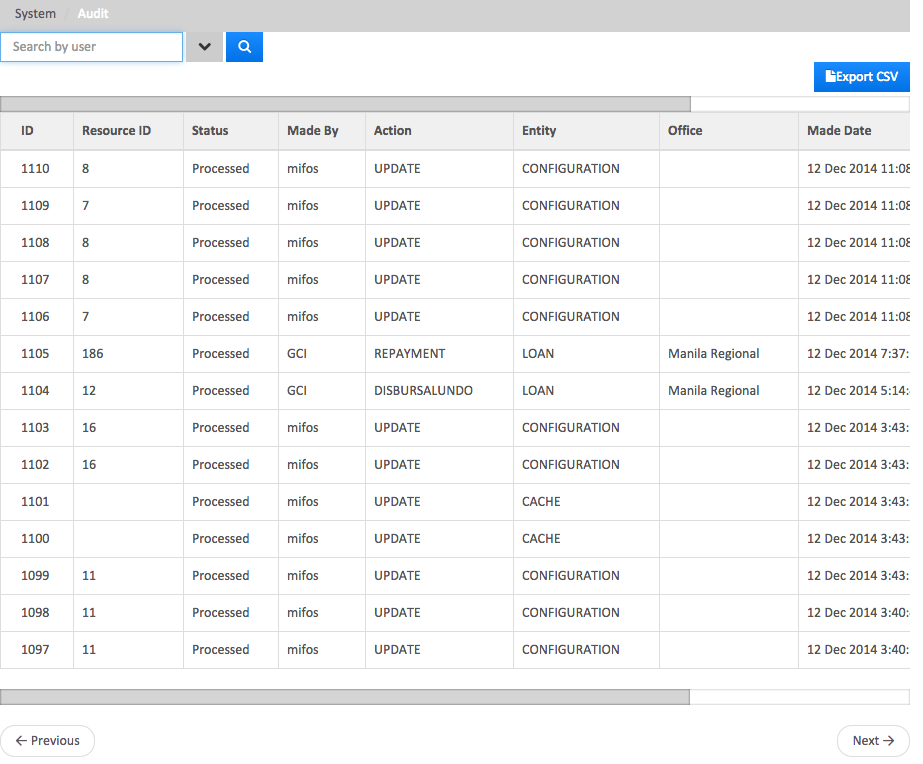 System / Audit
Search by user
Export CSV
ID Resource ID Status Made By Action Entity Office Made Date
1110 8 Processed mifos UPDATE CONFIGURATION 12 Dec 2014 11:08
1109 7 Processed mifos UPDATE CONFIGURATION 12 Dec 2014 11:08
1108 8 Processed mifos UPDATE CONFIGURATION 12 Dec 2014 11:08
1107 8 Processed mifos UPDATE CONFIGURATION 12 Dec 2014 11:08
1106 7 Processed mifos UPDATE CONFIGURATION 12 Dec 2014 11:08
1105 186 Processed GCI REPAYMENT LOAN Manila Regional 12 Dec 2014 7:37:
1104 12 Processed GCI DISBURSALUNDO LOAN Manila Regional 12 Dec 2014 5:14:
1103 16 Processed mifos UPDATE CONFIGURATION 12 Dec 2014 3:43:
1102 16 Processed mifos UPDATE CONFIGURATION 12 Dec 2014 3:43:
1101 Processed mifos UPDATE CACHE 12 Dec 2014 3:43:
1100 Processed mifos UPDATE CACHE 12 Dec 2014 3:43:
1099 11 Processed mifos UPDATE CONFIGURATION 12 Dec 2014 3:43:
1098 11 Processed mifos UPDATE CONFIGURATION 12 Dec 2014 3:40:
1097 11 Processed mifos UPDATE CONFIGURATION 12 Dec 2014 3:40:
← Previous Next →